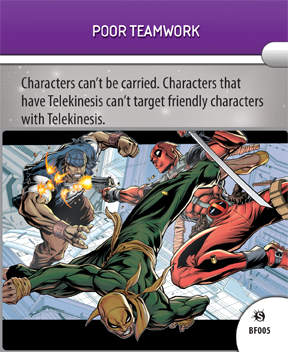 POOR TEAMWORK
Characters can't be carried. Characters that
have Telekinesis can't target friendly characters
with Telekinesis.
S
BF005